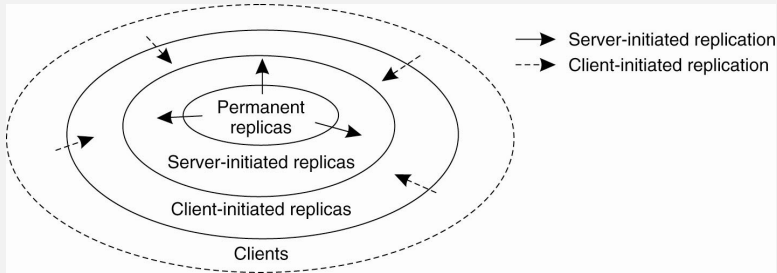 Server-initiated replication
Client-initiated replication
Permanent
replicas
Server-initiated replicas
Client-initiated replicas
Clients